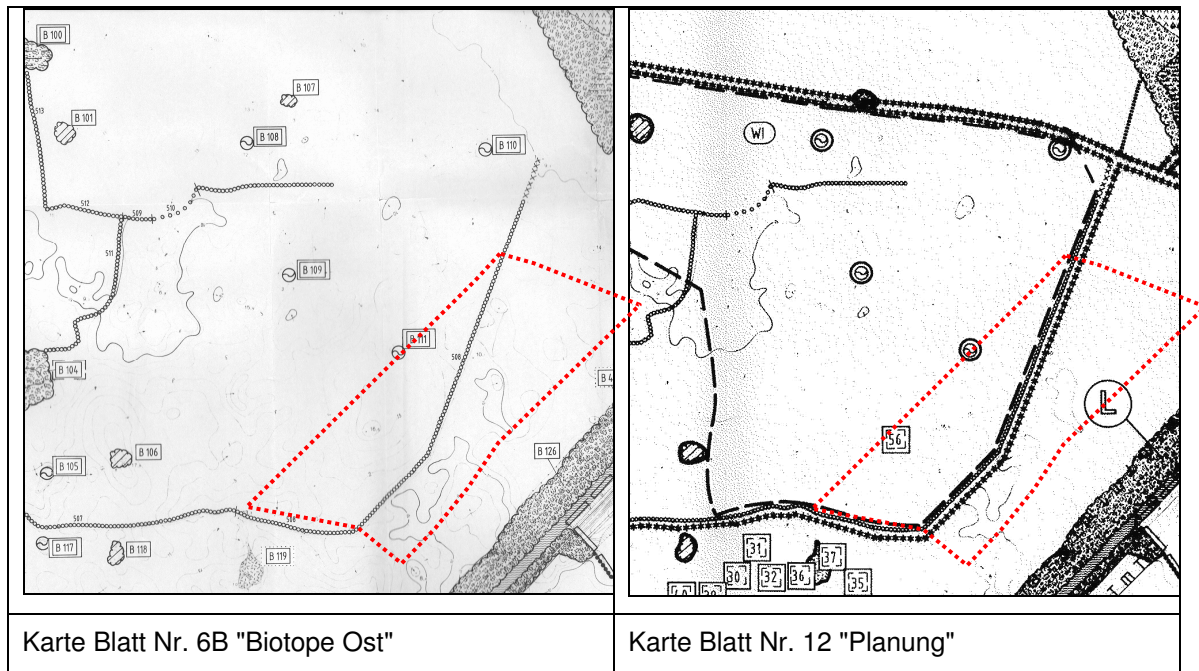 B 100
B 107
513
B 101
B 108
B 110
512
509
510
511
B 109
B 111
508
B 104
B 106
B 105
B 126
507
B 117
B 118
B 119
WI
L
56
31
37
30
32
36
35
Karte Blatt Nr. 6B "Biotope Ost"
Karte Blatt Nr. 12 "Planung"